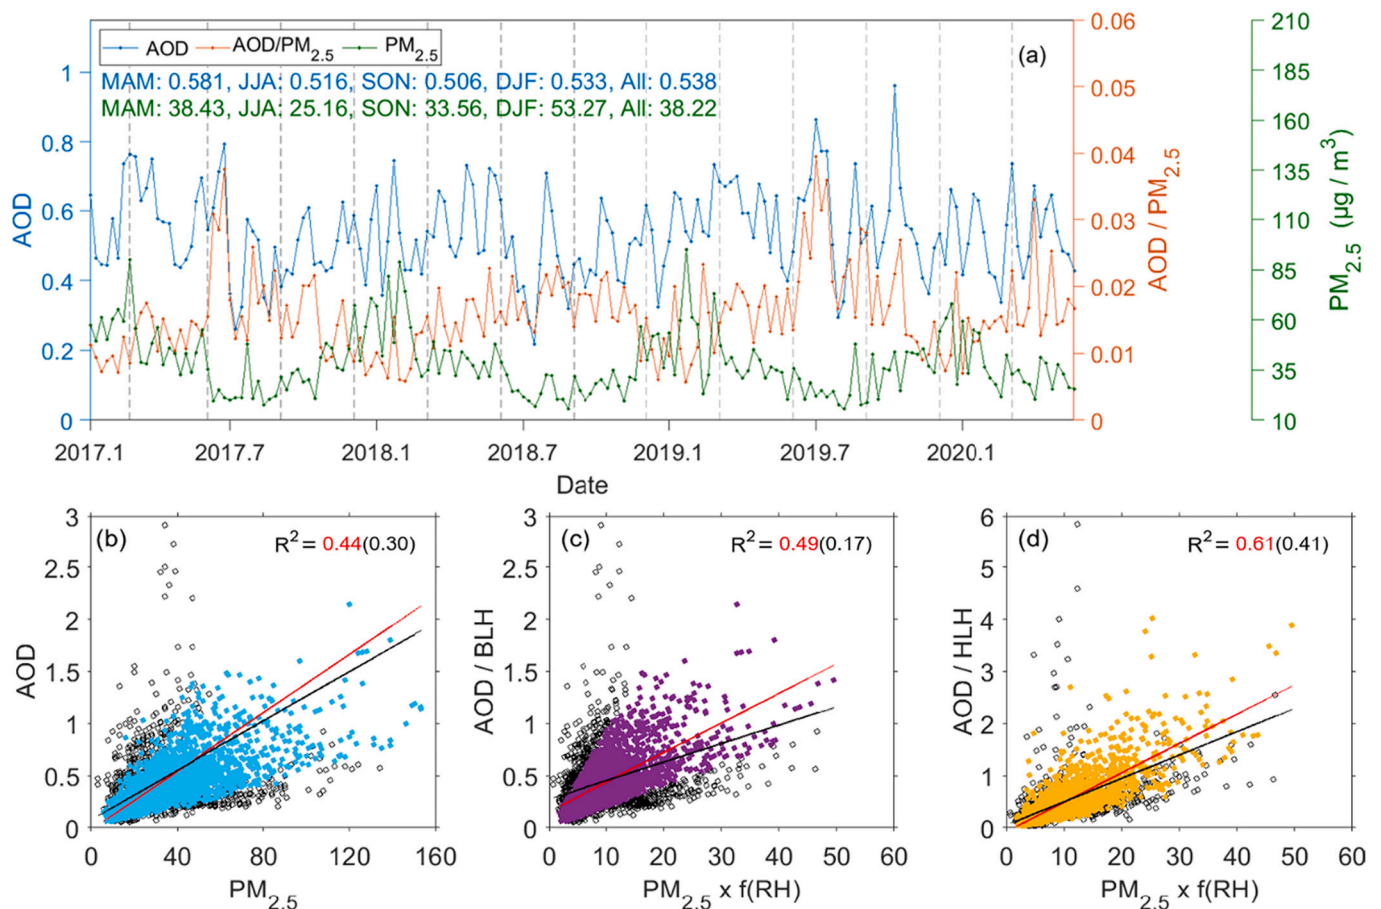 AOD AOD/PM2.5 PM2.5
(a)
MAM: 0.581, JJA: 0.516, SON: 0.506, DJF: 0.533, All: 0.538
MAM: 38.43, JJA: 25.16, SON: 33.56, DJF: 53.27, All: 38.22
AOD
1
0.8
0.6
0.4
0.2
0
0.06
0.05
0.04
0.03
0.02
0.01
0
AOD / PM2.5
210
185
160
135
110
85
60
35
10
PM2.5 (μg / m3)
2017.1 2017.7 2018.1 2018.7 2019.1 2019.7 2020.1
Date
(b)
R2 = 0.44(0.30)
AOD
3
2.5
2
1.5
1
0.5
0
0 40 80 120 160
PM2.5
(c)
R2 = 0.49(0.17)
AOD / BLH
3
2.5
2
1.5
1
0.5
0
0 10 20 30 40 50 60
PM2.5 x f(RH)
(d)
R2 = 0.61(0.41)
AOD / HLH
6
5
4
3
2
1
0
0 10 20 30 40 50 60
PM2.5 x f(RH)